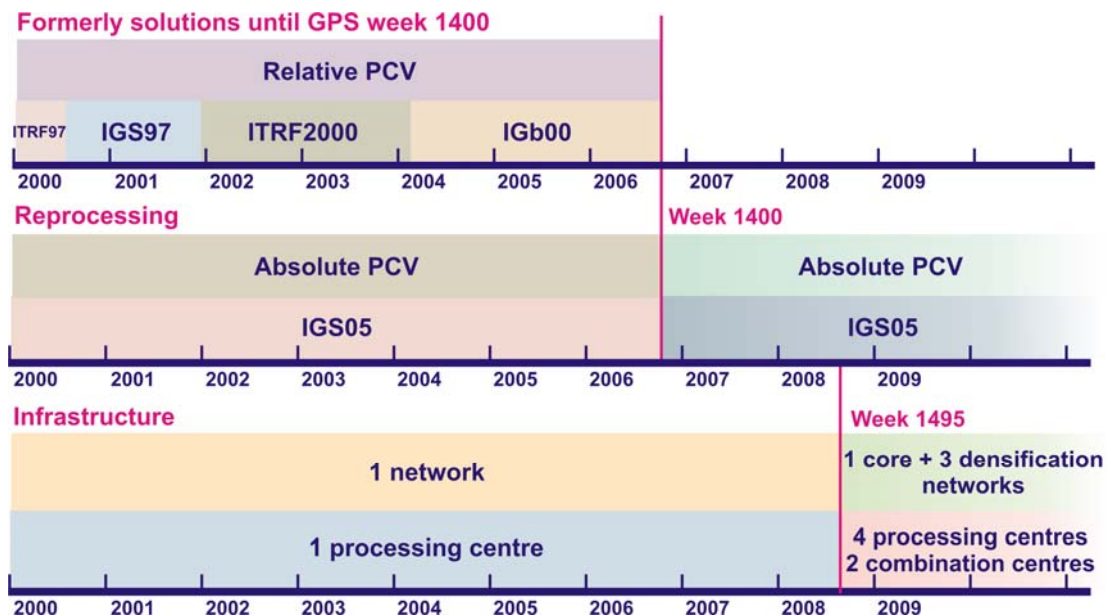 Formerly solutions until GPS week 1400
Relative PCV
ITRF97 IGS97 ITRF2000 IGb00
2000 2001 2002 2003 2004 2005 2006 2007 2008 2009
Reprocessing Week 1400
Absolute PCV Absolute PCV
IGS05 IGS05
2000 2001 2002 2003 2004 2005 2006 2007 2008 2009
Infrastructure Week 1495
1 network
1 core + 3 densification
networks
1 processing centre
4 processing centres
2 combination centres
2000 2001 2002 2003 2004 2005 2006 2007 2008 2009